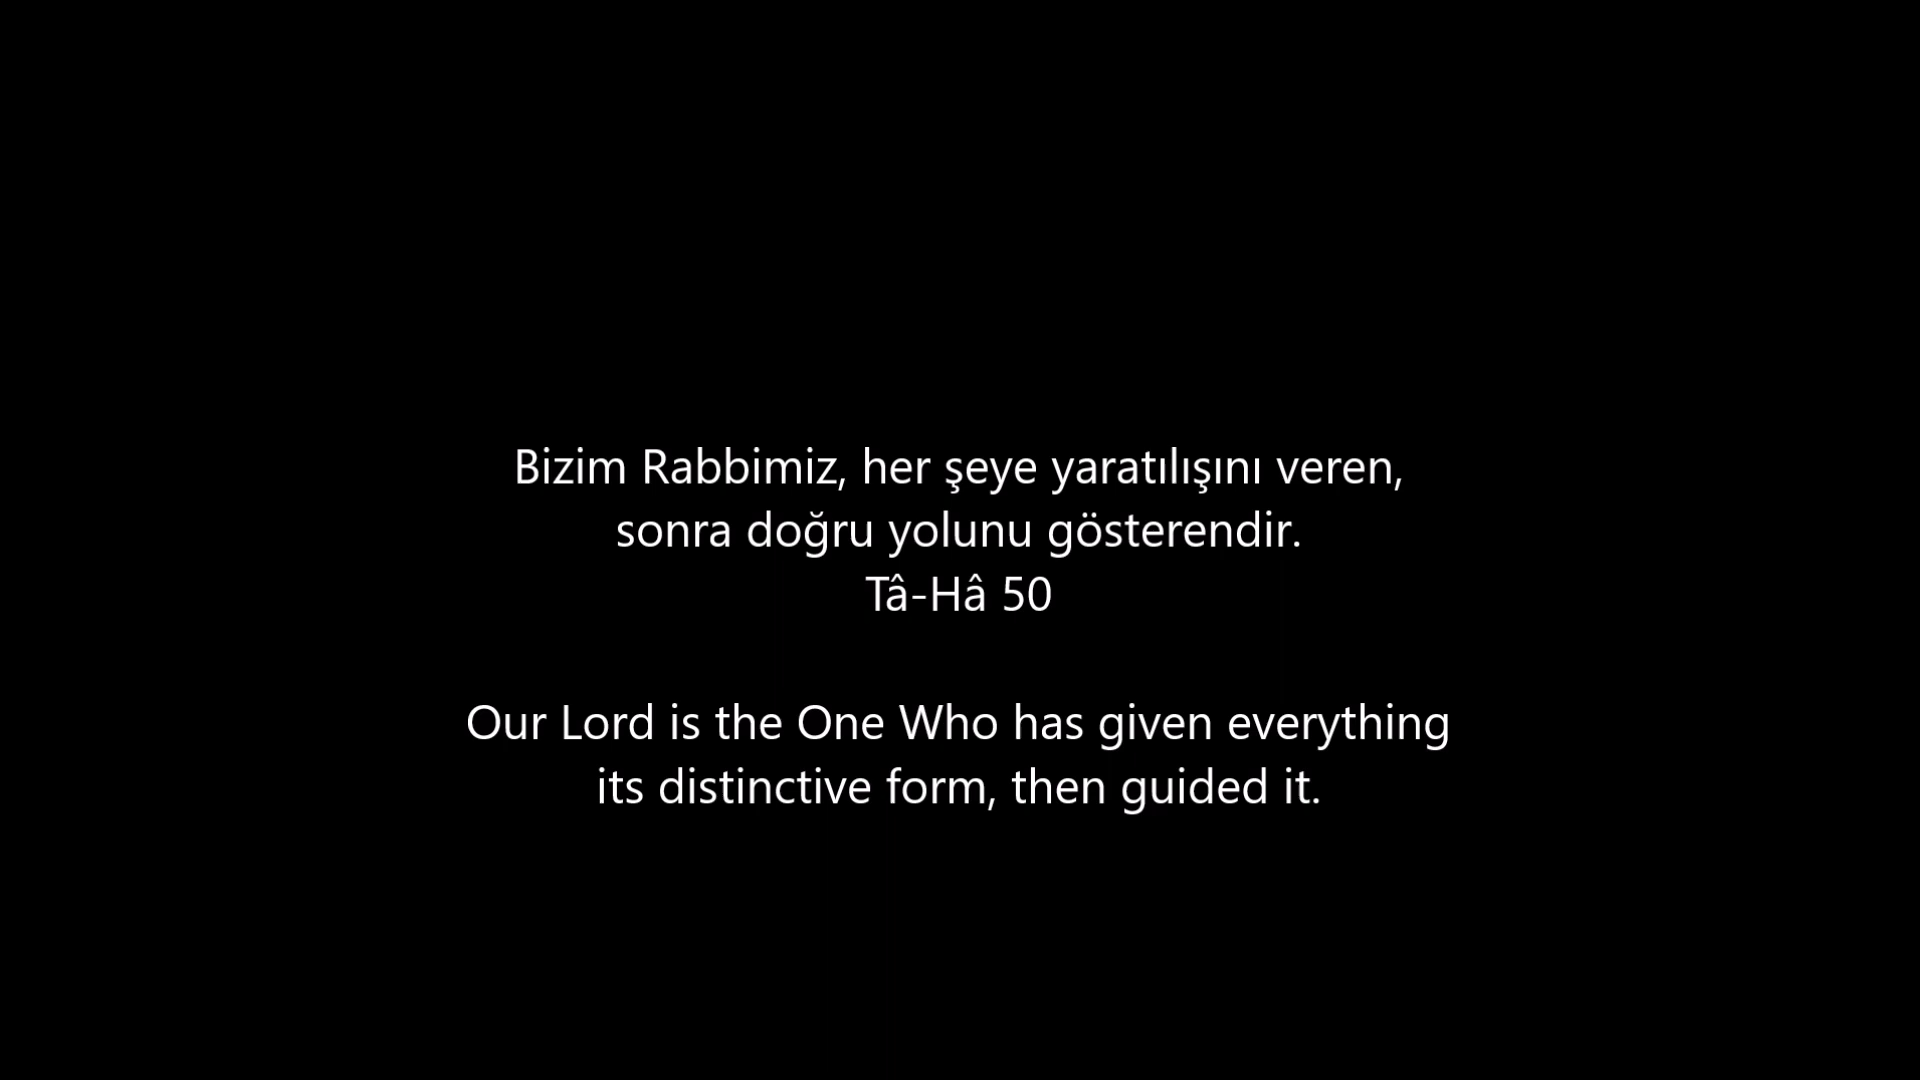 Bizim Rabbimiz, her şeye yaratılışını veren,
sonra doğru yolunu gösterendir.
Tâ-Hâ 50
Our Lord is the One Who has given everything
its distinctive form, then guided it.